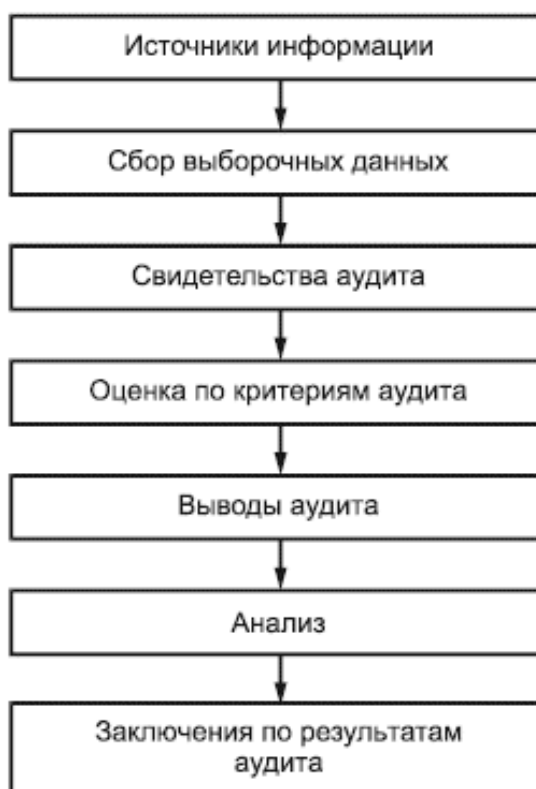 Источники информации
Сбор выборочных данных
Свидетельства аудита
Оценка по критериям аудита
Выводы аудита
Анализ
Заключения по результатам
аудита